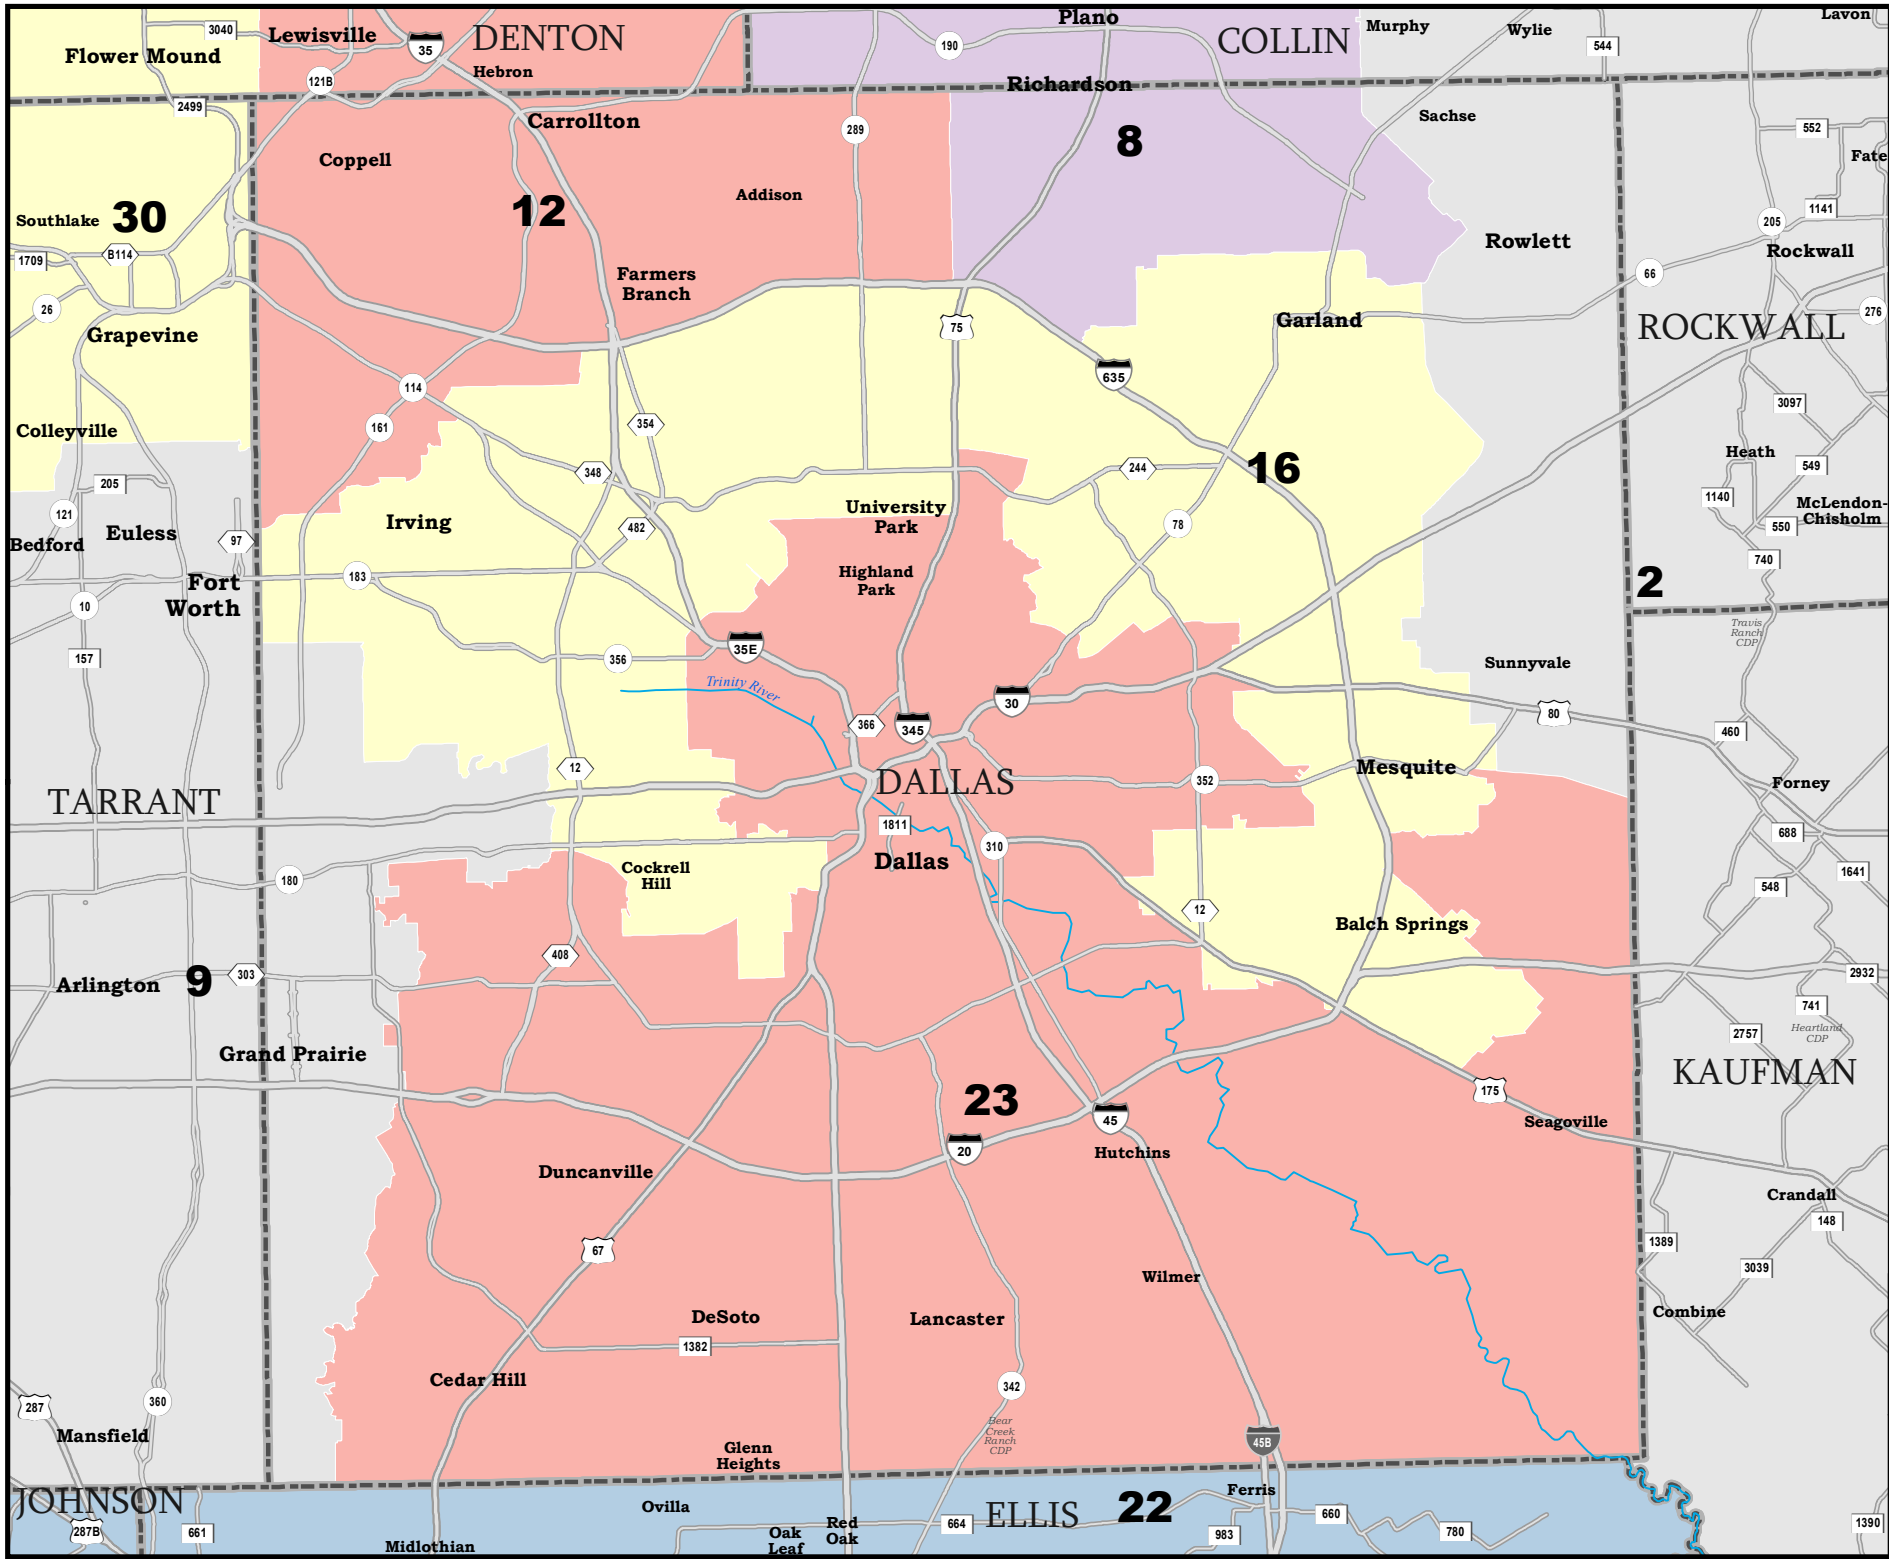 3040
Lewisville
35
DENTON
Plano
190
COLLIN
Murphy
Wylie
544
Lavon
Flower Mound
121B
Hebron
Richardson
2499
Carrollton
289
8
Sachse
552
Fate
Coppell
Addison
Southlake
30
12
1141
205
1709
B114
Rowlett
Rockwall
66
Farmers
Branch
26
276
Grapevine
75
Garland
ROCKWALL
635
114
161
354
3097
Colleyville
348
244
16
Heath
549
205
1140
121
University
Park
McLendon-
Chisholm
Irving
482
78
550
Euless
Bedford
97
740
183
Highland
Park
Fort
Worth
2
10
Travis
Ranch
CDP
157
356
35E
Sunnyvale
Trinity River
30
366
345
80
460
12
DALLAS
352
Mesquite
Forney
TARRANT
1811
688
310
Dallas
Cockrell
Hill
180
1641
548
12
Balch Springs
408
9
303
Arlington
2932
741
2757
Heartland
CDP
Grand Prairie
KAUFMAN
23
175
45
Seagoville
20
Hutchins
Duncanville
Crandall
148
67
1389
3039
Wilmer
Combine
DeSoto
Lancaster
1382
Cedar Hill
342
287
360
Mansfield
Bear
Creek
Ranch
CDP
45B
Glenn
Heights
JOHNSON
Ferris
Ovilla
ELLIS
22
660
287B
661
Red
Oak
664
983
780
1390
Oak
Leaf
Midlothian